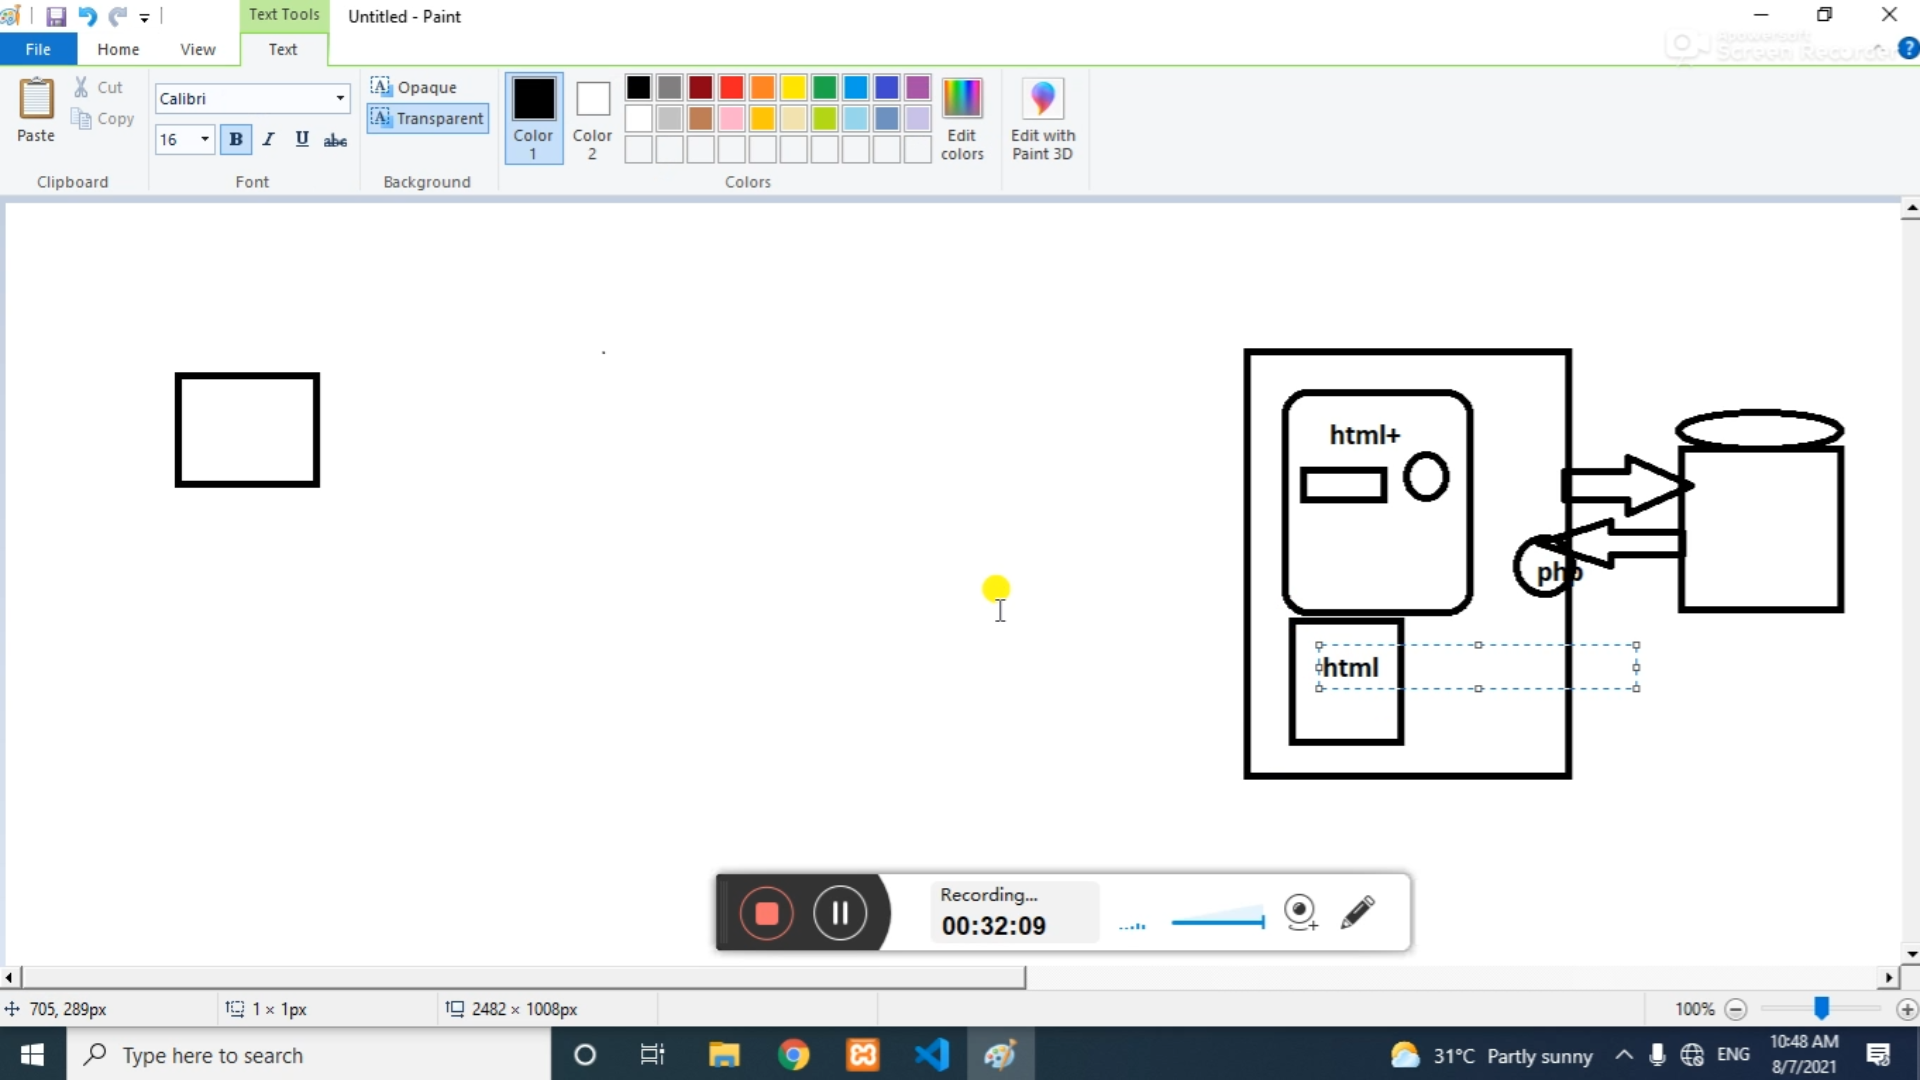 Text Tools
Untitled - Paint
File
Home
View
Text
Apowersoft
Screen Recorder
Paste
Cut
Copy
Clipboard
Calibri
16
B
I
U
abc
Font
Opaque
Transparent
Background
Color
1
Color
2
Edit
colors
Colors
Edit with
Paint 3D
html+
php
html
Recording...
00:32:09
705, 289px
1 × 1px
2482 × 1008px
100%
Type here to search
31°C Partly sunny
ENG
10:48 AM
8/7/2021